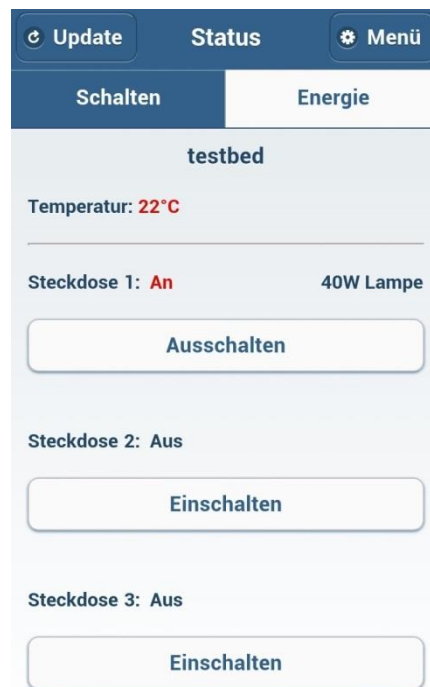 Update Status Menü
Schalten Energie
testbed
Temperatur: 22°C
Steckdose 1: An 40W Lampe
Ausschalten
Steckdose 2: Aus
Einschalten
Steckdose 3: Aus
Einschalten